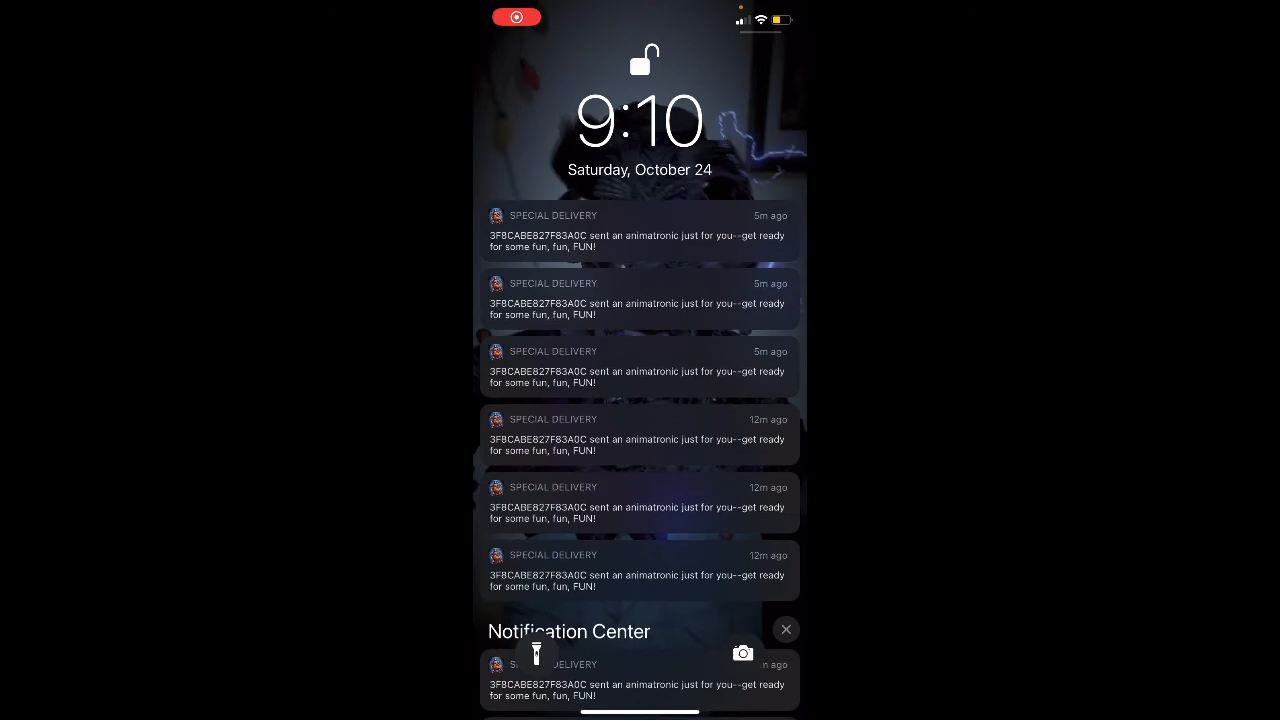 9:10
Saturday, October 24
SPECIAL DELIVERY 5m ago
3F8CABE827F83A0C sent an animatronic just for you--get ready
for some fun, fun, FUN!
SPECIAL DELIVERY 5m ago
3F8CABE827F83A0C sent an animatronic just for you--get ready
for some fun, fun, FUN!
SPECIAL DELIVERY 5m ago
3F8CABE827F83A0C sent an animatronic just for you--get ready
for some fun, fun, FUN!
SPECIAL DELIVERY 12m ago
3F8CABE827F83A0C sent an animatronic just for you--get ready
for some fun, fun, FUN!
SPECIAL DELIVERY 12m ago
3F8CABE827F83A0C sent an animatronic just for you--get ready
for some fun, fun, FUN!
SPECIAL DELIVERY 12m ago
3F8CABE827F83A0C sent an animatronic just for you--get ready
for some fun, fun, FUN!
Notification Center
ago
3F8CABE827F83A0C sent an animatronic just for you--get ready
for some fun, fun, FUN!